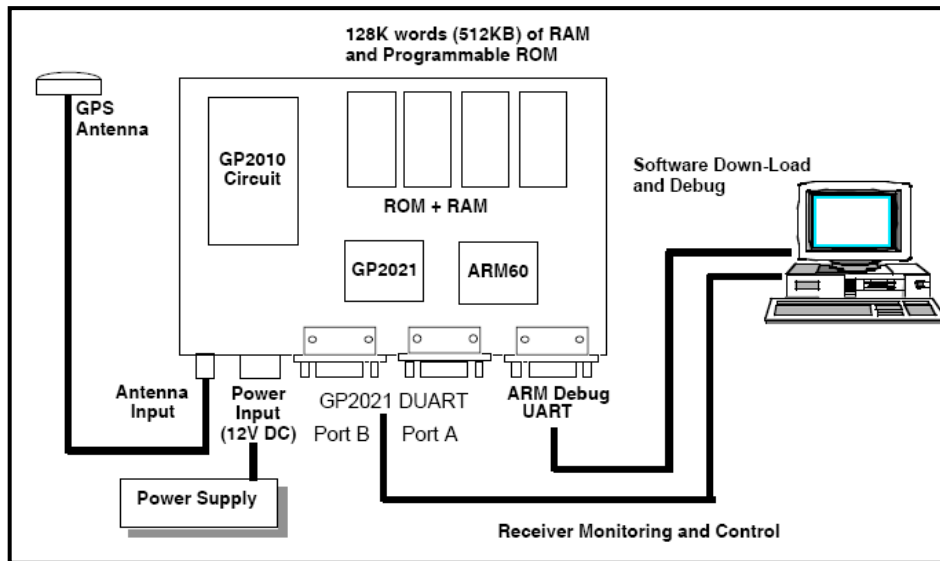 128K words (512KB) of RAM
and Programmable ROM
GPS
Antenna
GP2010
Circuit
ROM + RAM
Software Down-Load
and Debug
GP2021
ARM60
Antenna
Input
Power
Input
(12V DC)
GP2021 DUART
Port B
Port A
ARM Debug
UART
Power Supply
Receiver Monitoring and Control